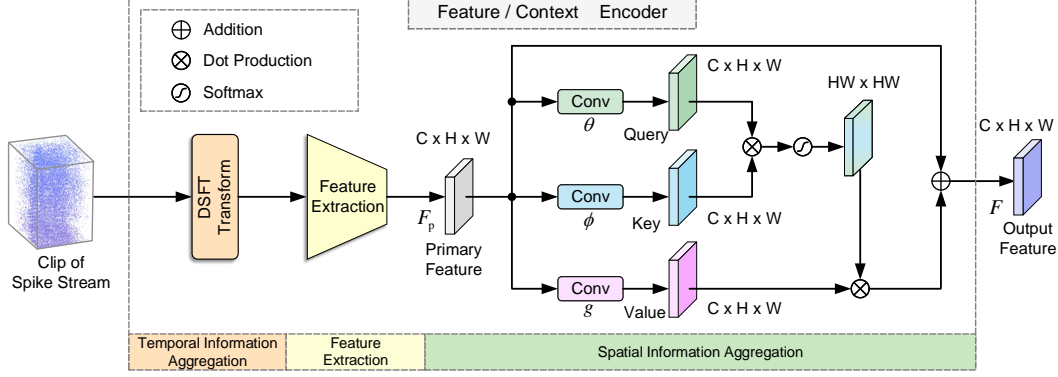 Feature / Context Encoder
Addition
Dot Production
Softmax
C x H x W
HW x HW
C x H x W
Conv
θ
Query
C x H x W
DSFT
Transform
Feature
Extraction
F_p
Primary
Feature
Conv
ϕ
Key
C x H x W
F
Output
Feature
Clip of
Spike Stream
Conv
g
Value
C x H x W
Temporal Information
Aggregation
Feature
Extraction
Spatial Information Aggregation